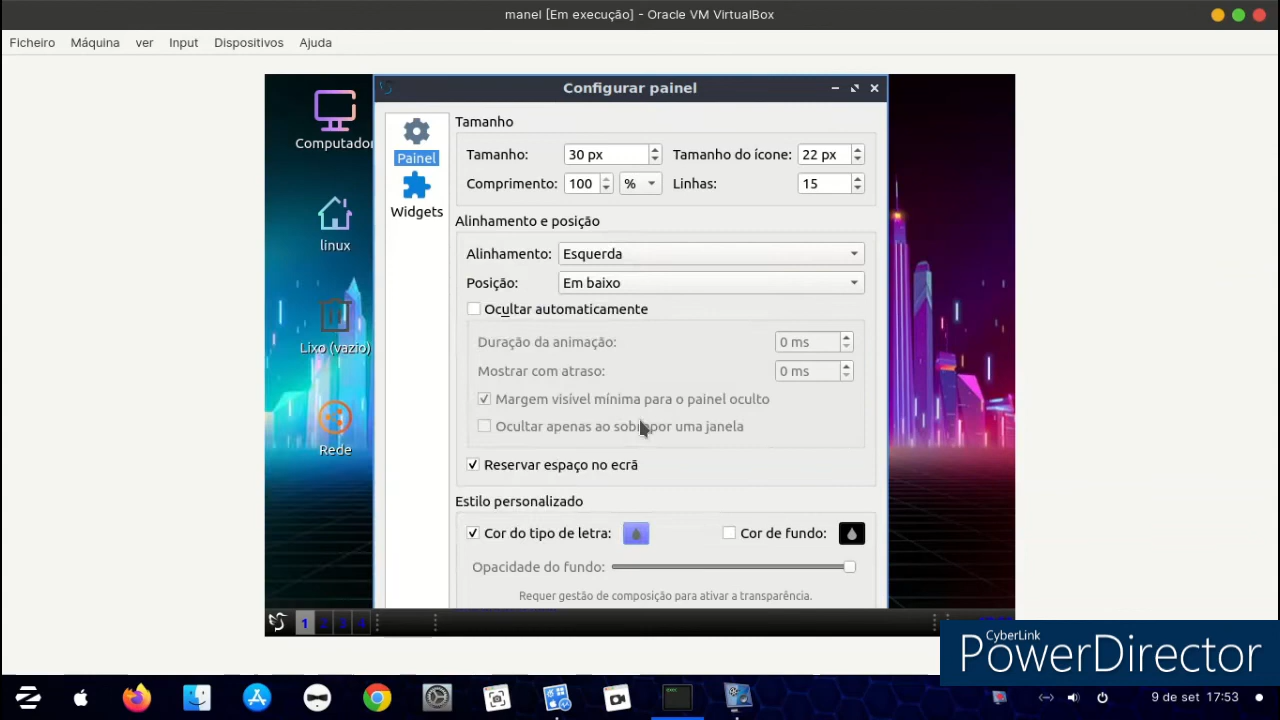 manel [Em execução] - Oracle VM VirtualBox
Ficheiro Máquina ver Input Dispositivos Ajuda
Configurar painel
Computador
linux
Lixo (vazio)
Rede
Painel
Widgets
Tamanho
Tamanho: 30 px Tamanho do ícone: 22 px
Comprimento: 100 % Linhas: 15
Alinhamento e posição
Alinhamento: Esquerda
Posição: Em baixo
Ocultar automaticamente
Duração da animação: 0 ms
Mostrar com atraso: 0 ms
Margem visível mínima para o painel oculto
Ocultar apenas ao sobrepor uma janela
Reservar espaço no ecrã
Estilo personalizado
Cor do tipo de letra: Cor de fundo:
Opacidade do fundo:
Requer gestão de composição para ativar a transparência.
1 2 3 4
CyberLink
PowerDirector
9 de set 17:53